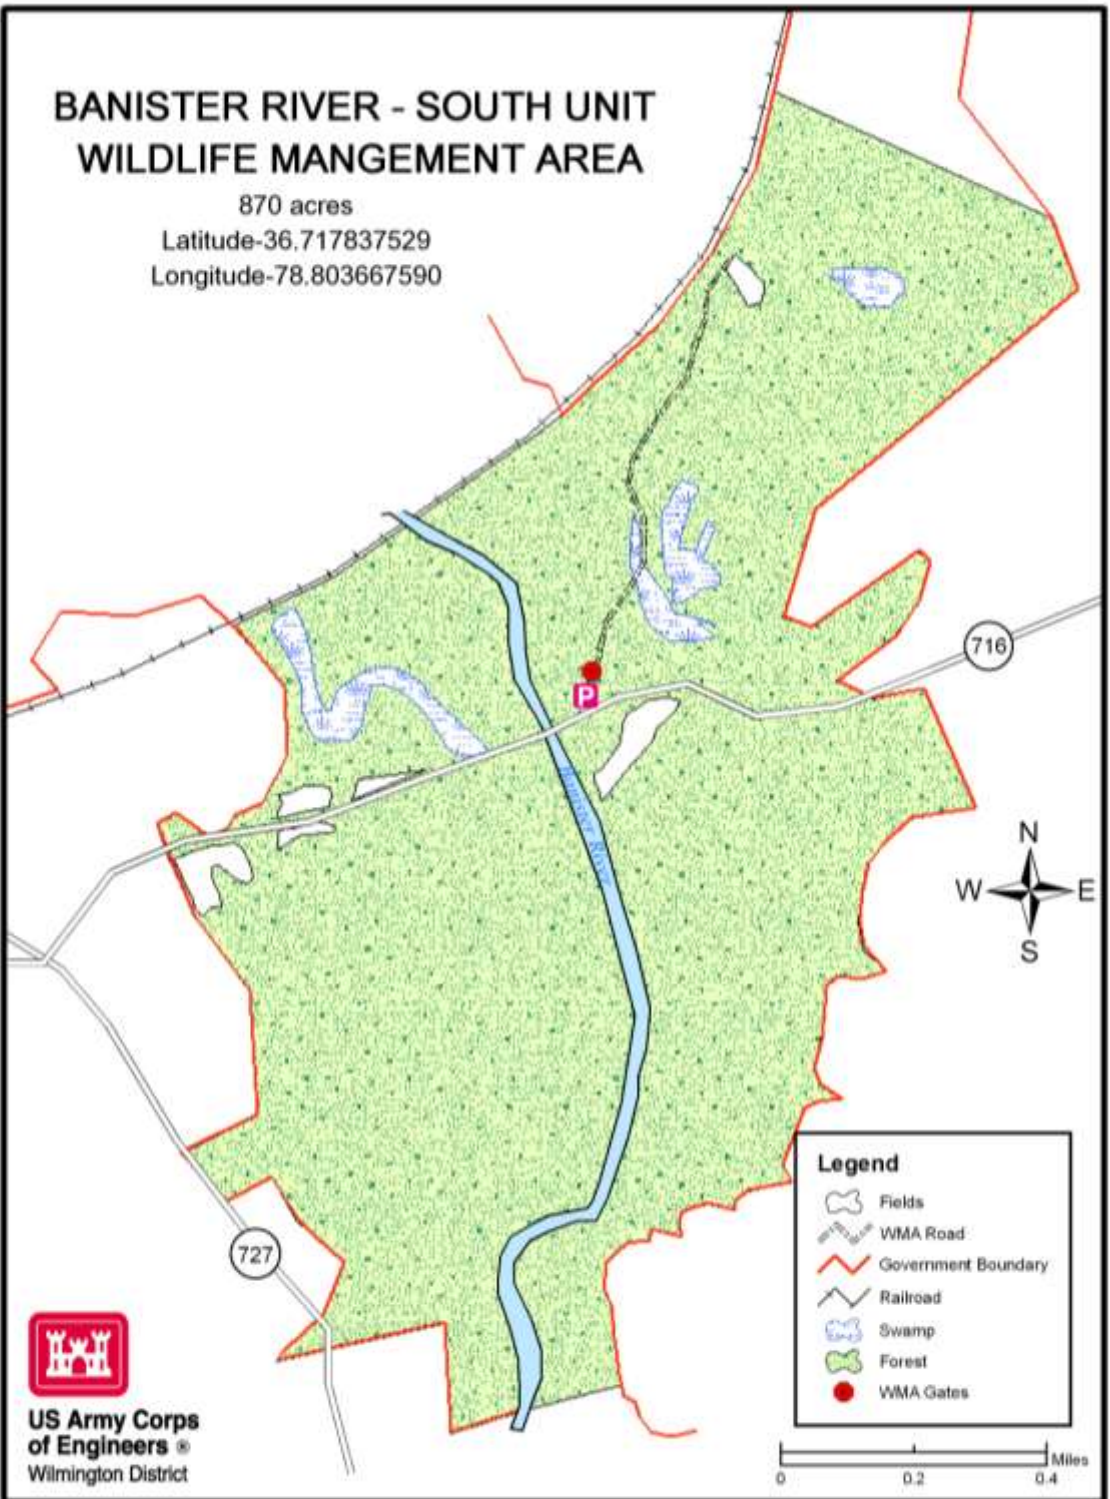 BANISTER RIVER - SOUTH UNIT
WILDLIFE MANGEMENT AREA
870 acres
Latitude-36.717837529
Longitude-78.803667590
716
P
Banister River
N
W E
S
727
Legend
Fields
WMA Road
Government Boundary
Railroad
Swamp
Forest
WMA Gates
US Army Corps
of Engineers ®
Wilmington District
Miles
0 0.2 0.4